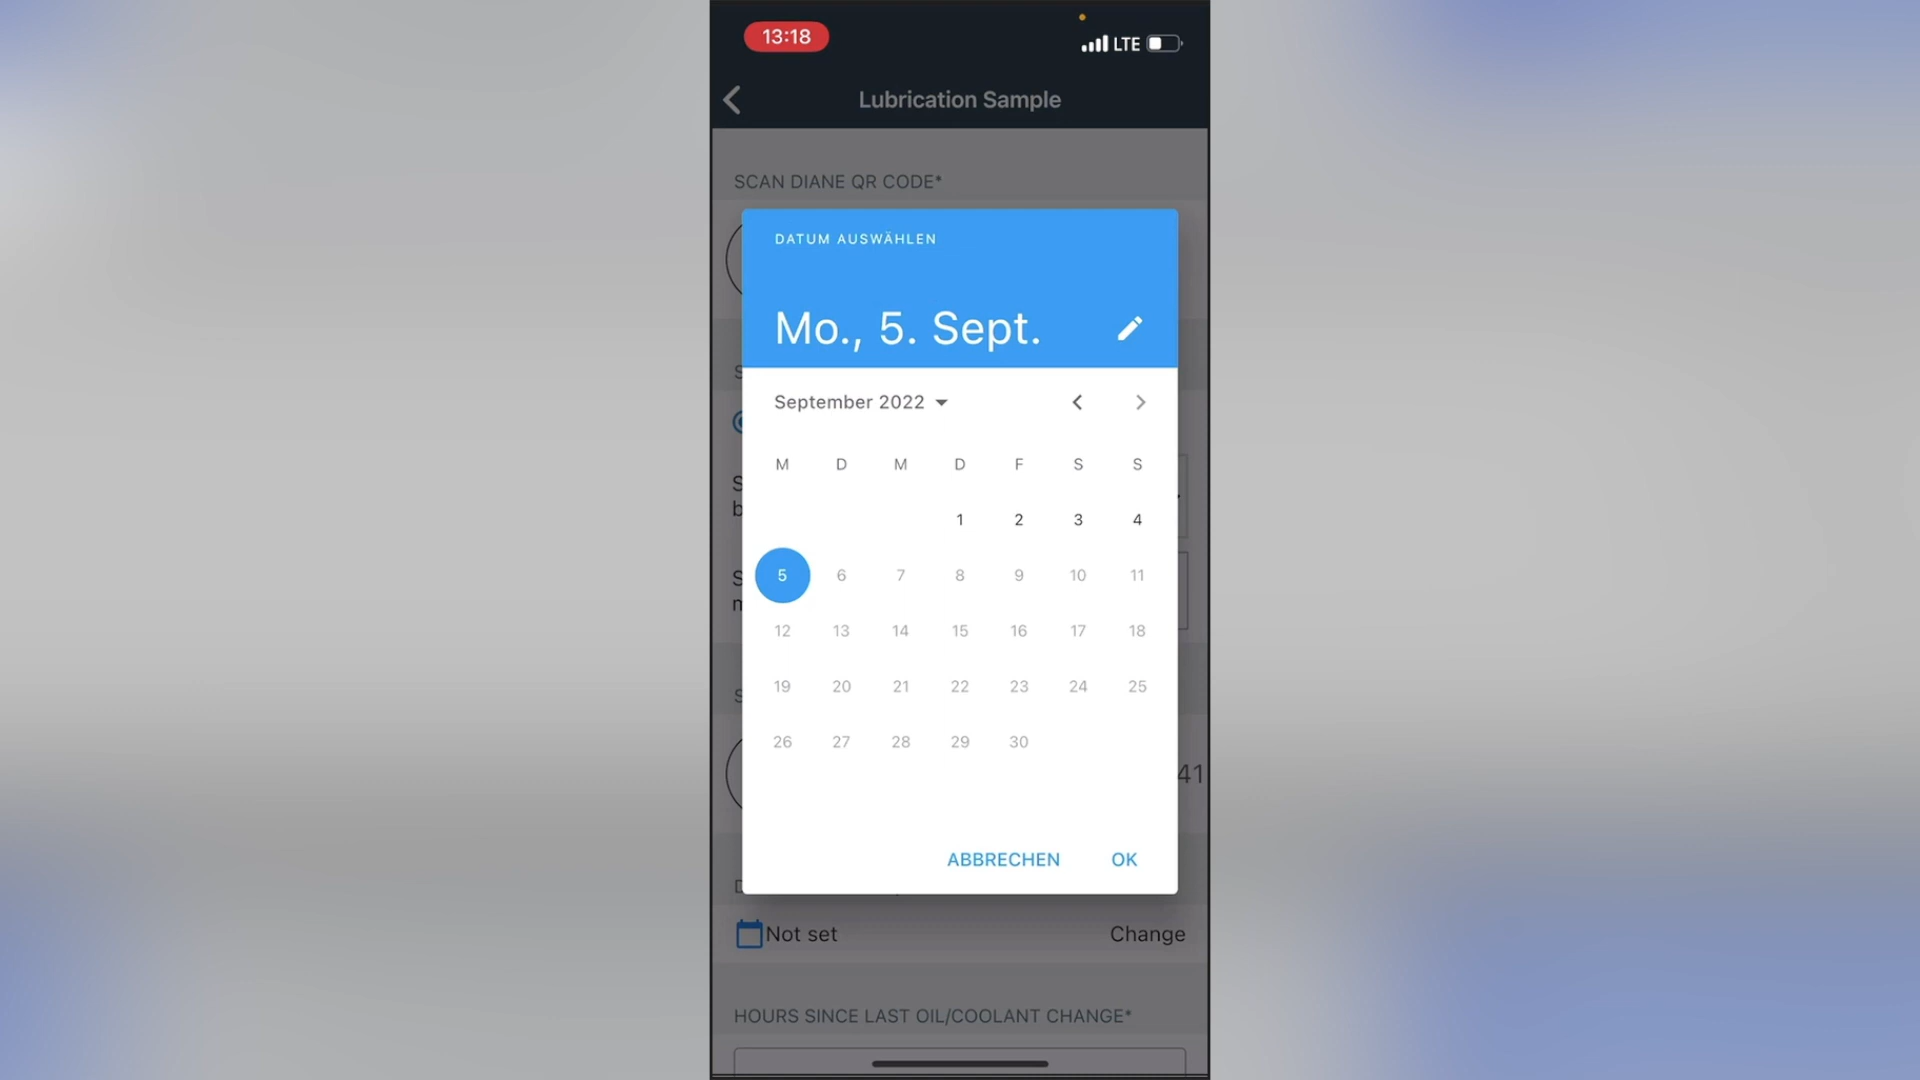 13:18
LTE
Lubrication Sample
SCAN DIANE QR CODE*
DATUM AUSWÄHLEN
Mo., 5. Sept.
September 2022
M D M D F S S
1 2 3 4
5 6 7 8 9 10 11
12 13 14 15 16 17 18
19 20 21 22 23 24 25
26 27 28 29 30
41
ABBRECHEN OK
Not set Change
HOURS SINCE LAST OIL/COOLANT CHANGE*